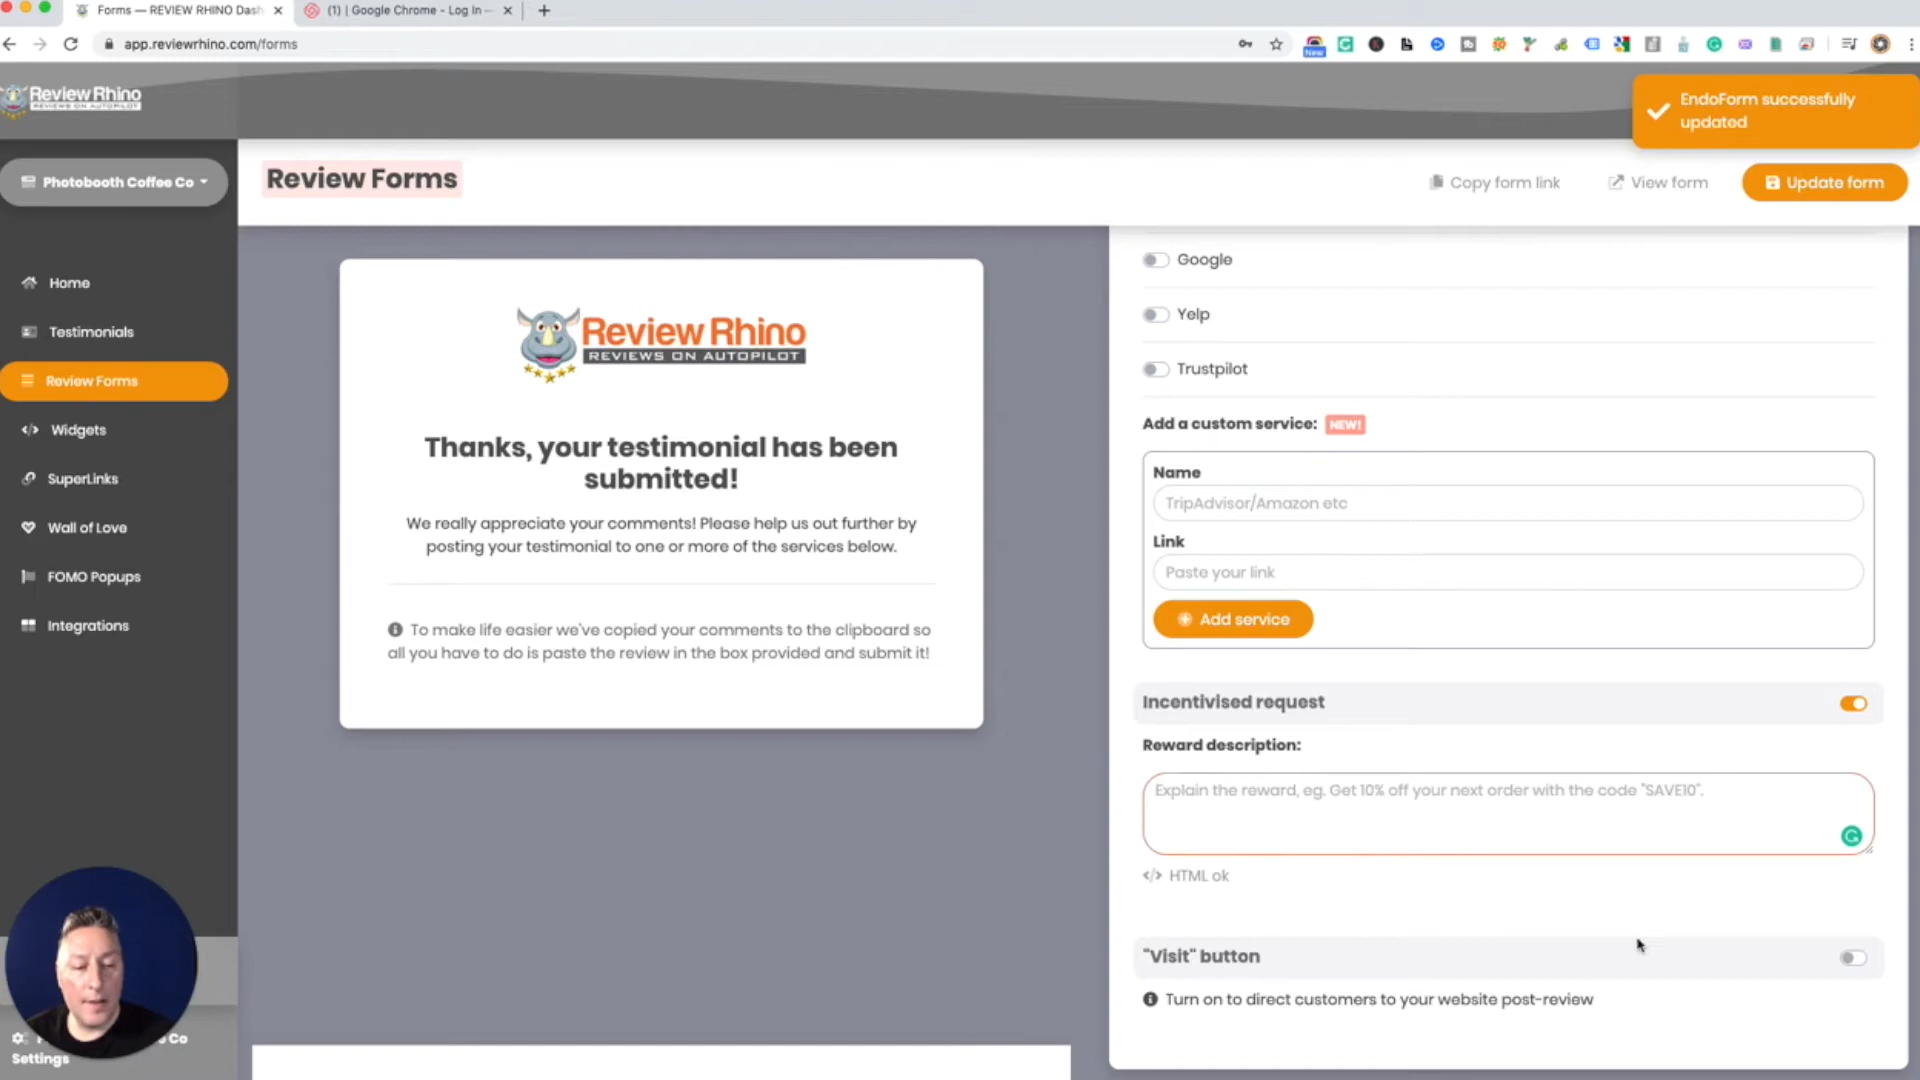 Forms — REVIEW RHINO Dash
(1) | Google Chrome - Log In —
app.reviewrhino.com/forms
New
Review Rhino
REVIEWS ON AUTOPILOT
EndoForm successfully
updated
Photobooth Coffee Co
Review Forms
Copy form link
View form
Update form
Home
Testimonials
Review Forms
Widgets
SuperLinks
Wall of Love
FOMO Popups
Integrations
Co
Settings
Review Rhino
REVIEWS ON AUTOPILOT
Thanks, your testimonial has been
submitted!
We really appreciate your comments! Please help us out further by
posting your testimonial to one or more of the services below.
To make life easier we've copied your comments to the clipboard so
all you have to do is paste the review in the box provided and submit it!
Google
Yelp
Trustpilot
Add a custom service: NEW!
Name
TripAdvisor/Amazon etc
Link
Paste your link
Add service
Incentivised request
Reward description:
Explain the reward, eg. Get 10% off your next order with the code "SAVE10".
</> HTML ok
"Visit" button
Turn on to direct customers to your website post-review